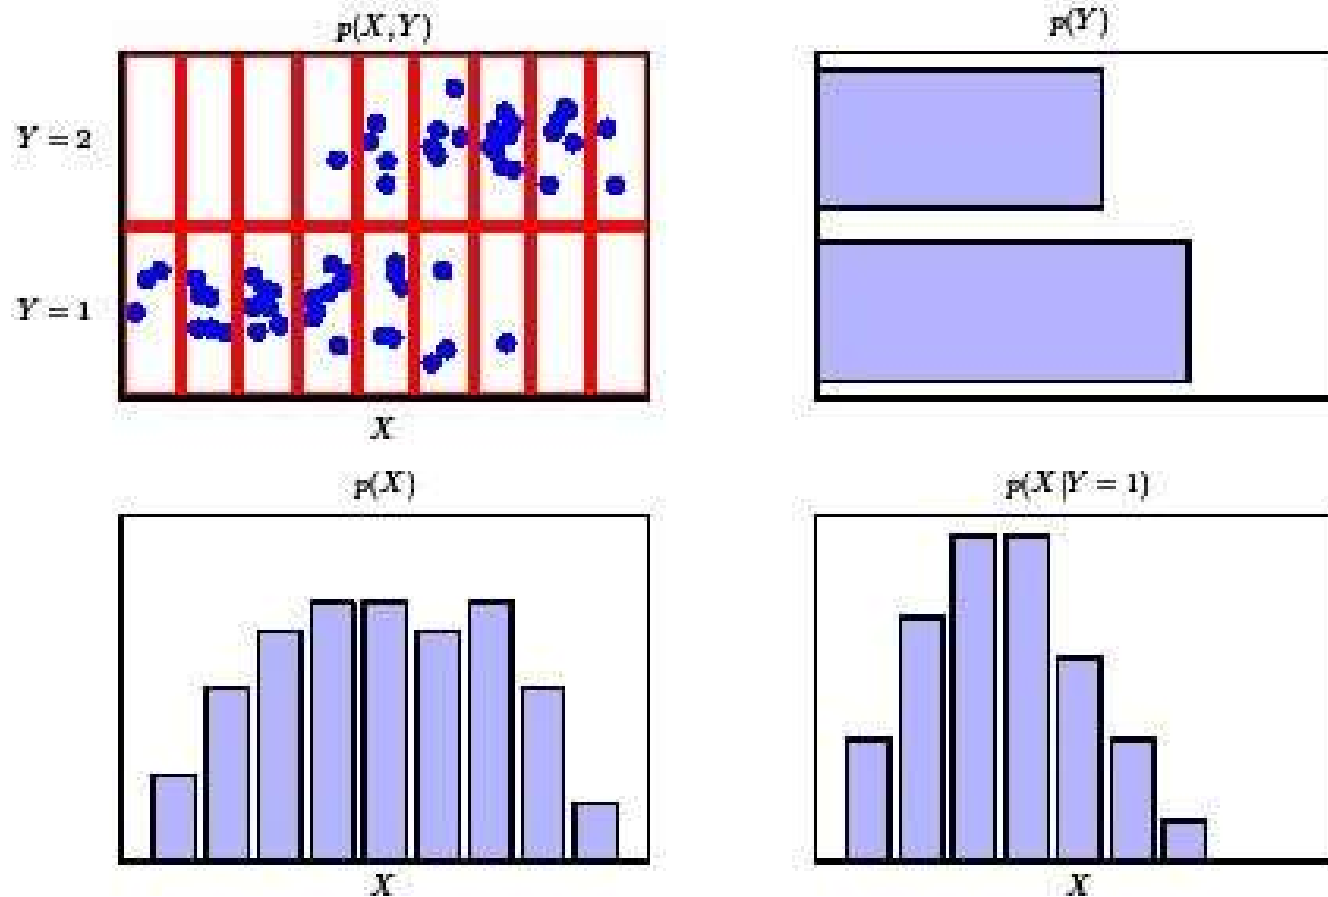 p(X,Y)
p(Y)
Y = 2
Y = 1
X
p(X)
p(X|Y = 1)
X
X